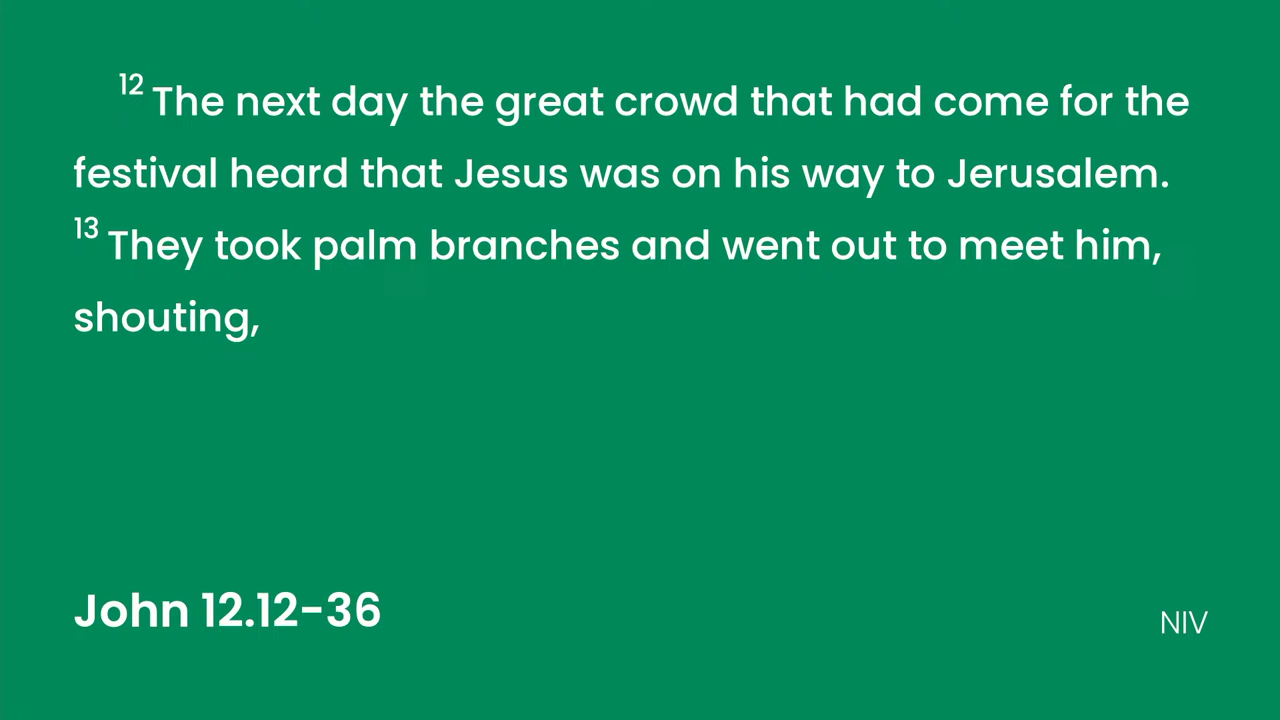 12 The next day the great crowd that had come for the
festival heard that Jesus was on his way to Jerusalem.
13 They took palm branches and went out to meet him,
shouting,
John 12.12-36
NIV